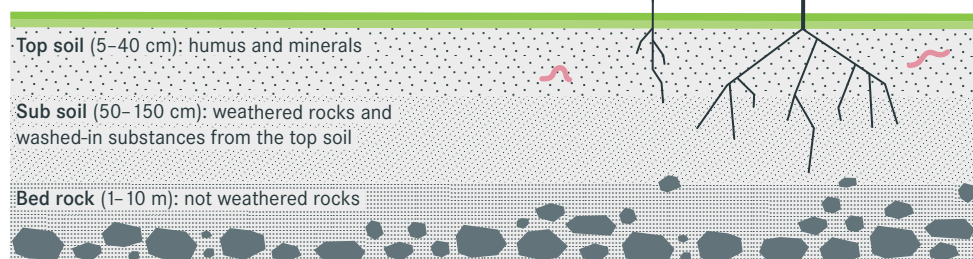 Top soil (5–40 cm): humus and minerals
Sub soil (50–150 cm): weathered rocks and
washed-in substances from the top soil
Bed rock (1–10 m): not weathered rocks